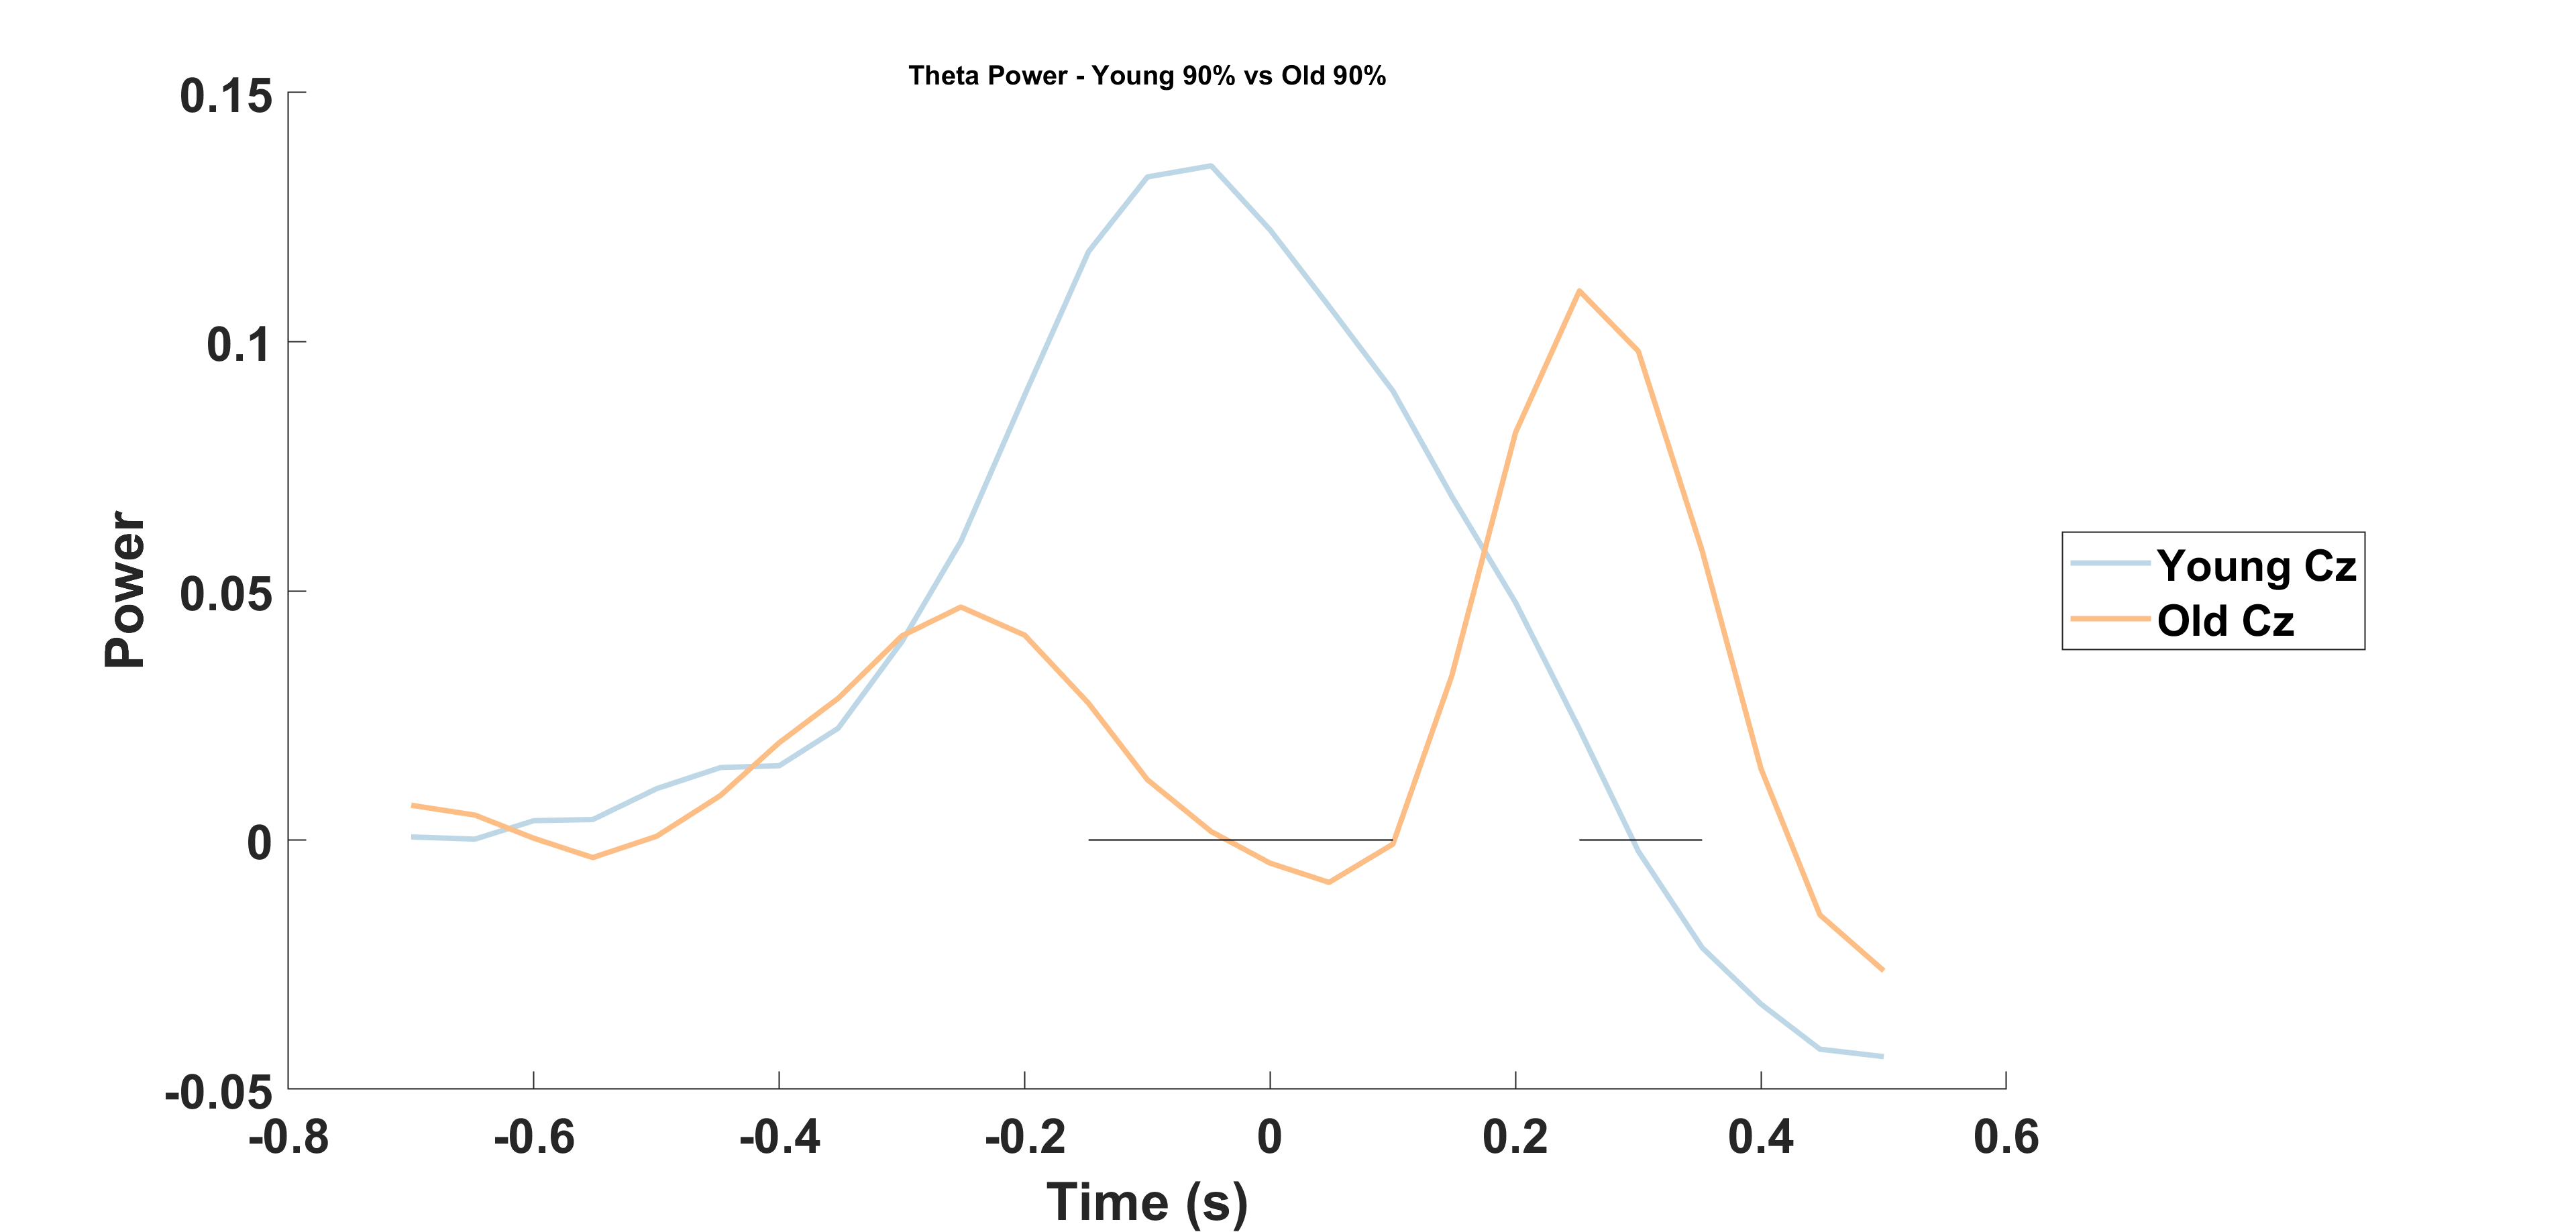 Theta Power - Young 90% vs Old 90%
0.15
0.1
0.05
0
-0.05
Power
-0.8 -0.6 -0.4 -0.2 0 0.2 0.4 0.6
Time (s)
Young Cz
Old Cz